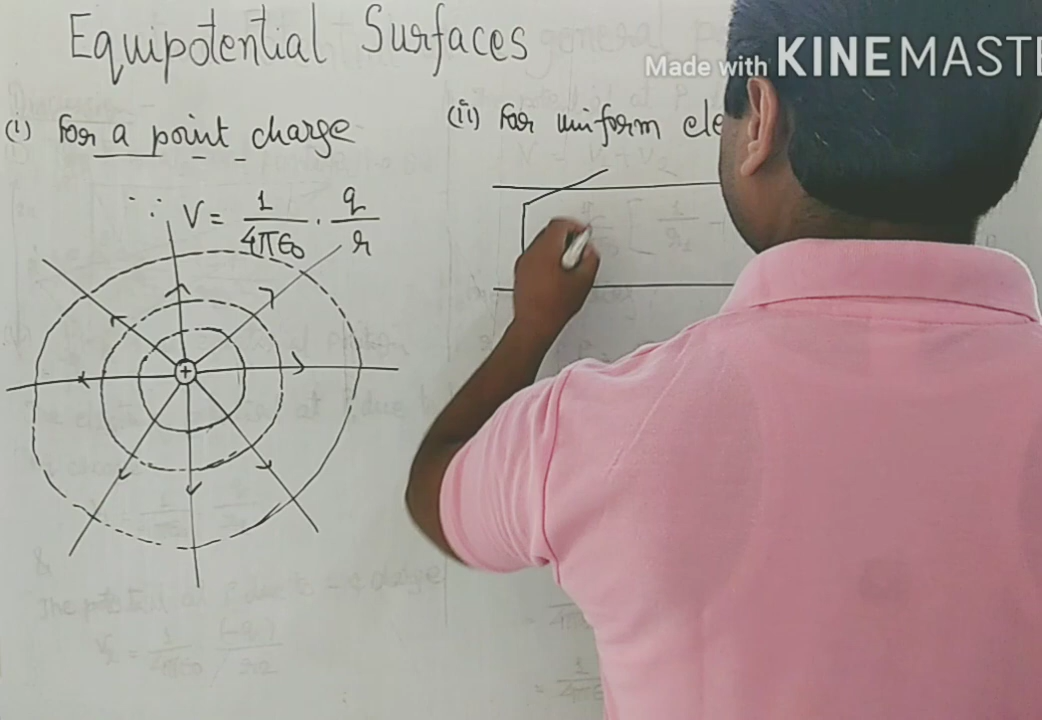 Equipotential Surfaces
Made with KINEMASTE
(i) For a point charge
(ii) For uniform ele
∵ V = 1/4πϵ₀ . q/r
+